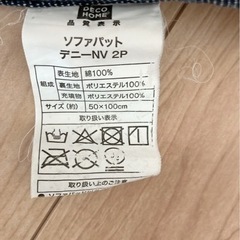 DECO
HOME
品質表示
ソファパット
デニーNV 2P
組成
表生地 綿100%
裏生地 ポリエステル100%
充填物 ポリエステル100%
サイズ(約) 50×100cm
取り扱い表示
取り扱い上のご注意